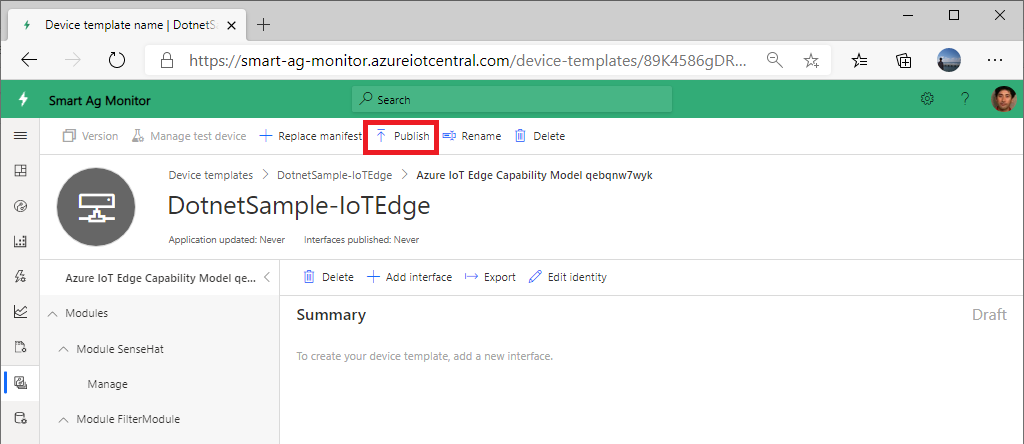 Device template name | DotnetS
https://smart-ag-monitor.azureiotcentral.com/device-templates/89K4586gDR...
Smart Ag Monitor Search ?
Version Manage test device Replace manifest Publish Rename Delete
Device templates > DotnetSample-IoTEdge > Azure IoT Edge Capability Model qebqnw7wyk
DotnetSample-IoTEdge
Application updated: Never Interfaces published: Never
Azure IoT Edge Capability Model qe... Delete Add interface Export Edit identity
Modules
Summary Draft
Module SenseHat
To create your device template, add a new interface.
Manage
Module FilterModule